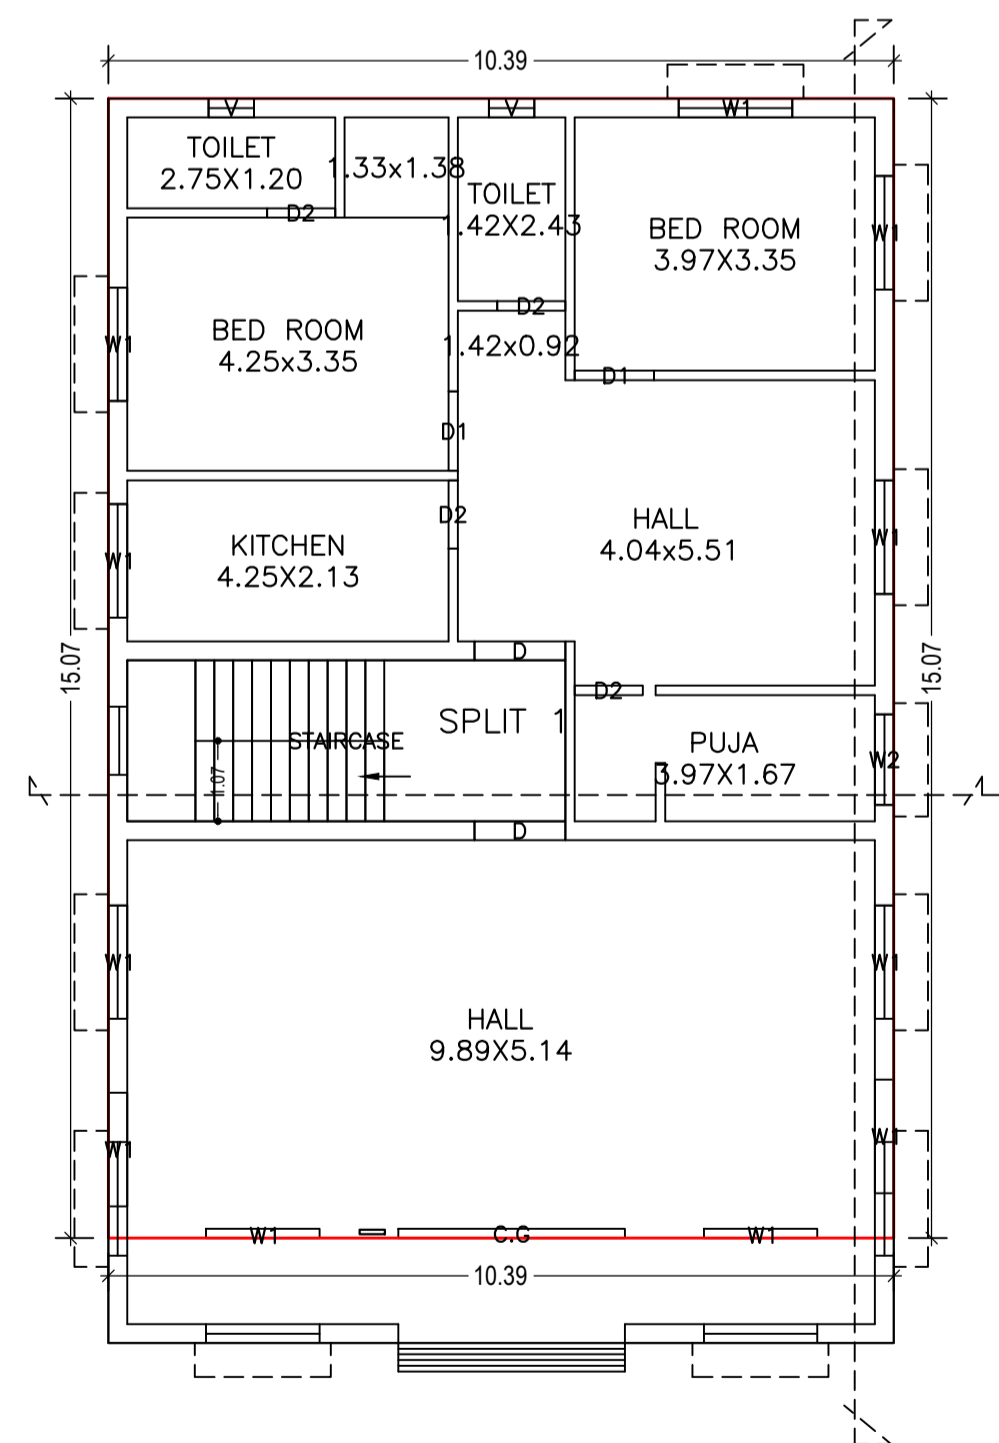 10.39
V
V
W1
TOILET
2.75X1.20
1.33x1.38
TOILET
1.42X2.43
BED ROOM
3.97X3.35
W1
D2
D2
BED ROOM
4.25x3.35
W1
1.42x0.92
D1
D1
D2
HALL
4.04x5.51
W1
KITCHEN
4.25X2.13
W1
D
15.07
15.07
D2
SPLIT 1
STAIRCASE
1.07
PUJA
3.97X1.67
W2
D
W1
W1
HALL
9.89X5.14
W1
W1
W1
C.G
W1
10.39